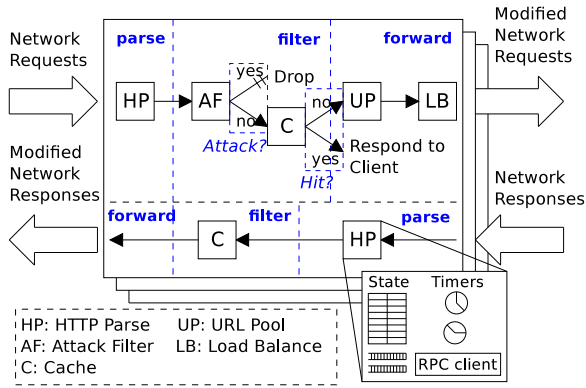 Network
Requests
Modified
Network
Requests
parse
filter
forward
yes
Drop
HP
AF
no
C
no
UP
LB
Attack?
yes
Respond to
Client
Hit?
Modified
Network
Responses
Network
Responses
forward
filter
parse
C
HP
State
Timers
RPC client
HP: HTTP Parse
UP: URL Pool
AF: Attack Filter
LB: Load Balance
C: Cache